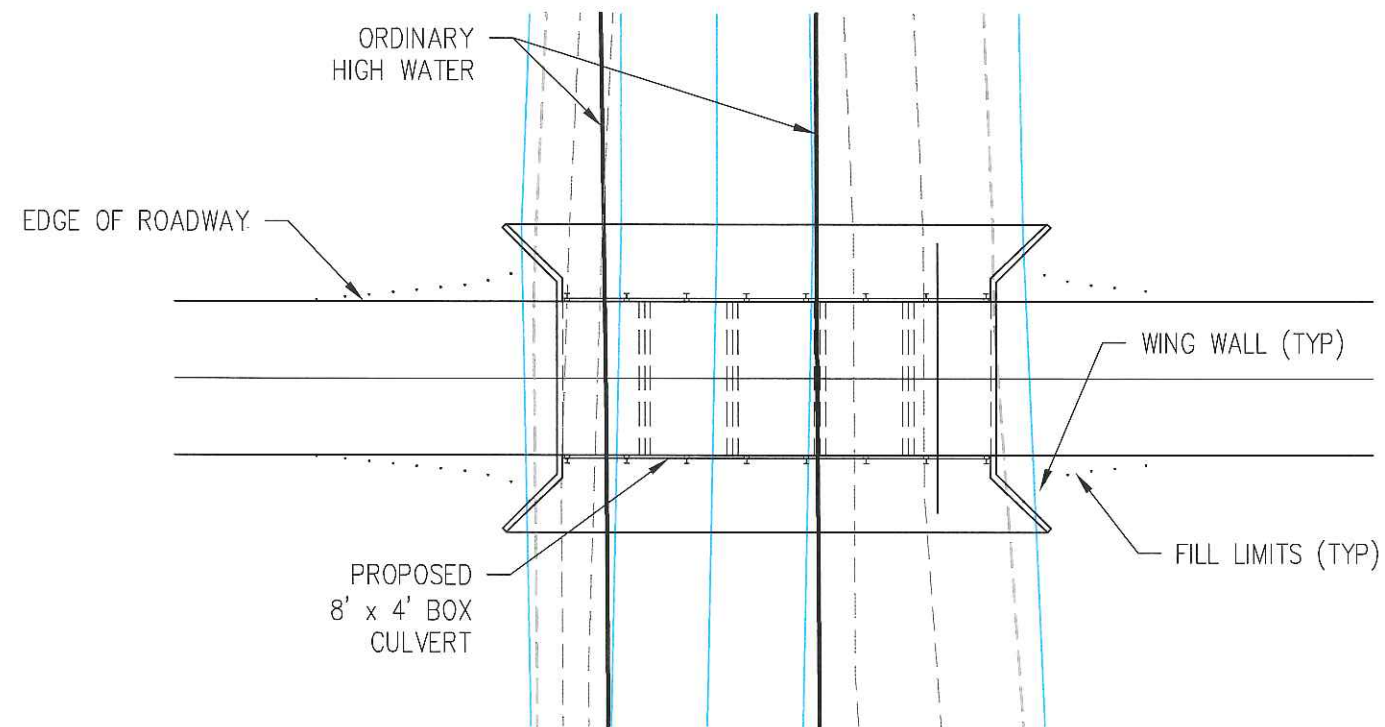 ORDINARY
HIGH WATER
EDGE OF ROADWAY
WING WALL (TYP)
FILL LIMITS (TYP)
PROPOSED
8' x 4' BOX
CULVERT